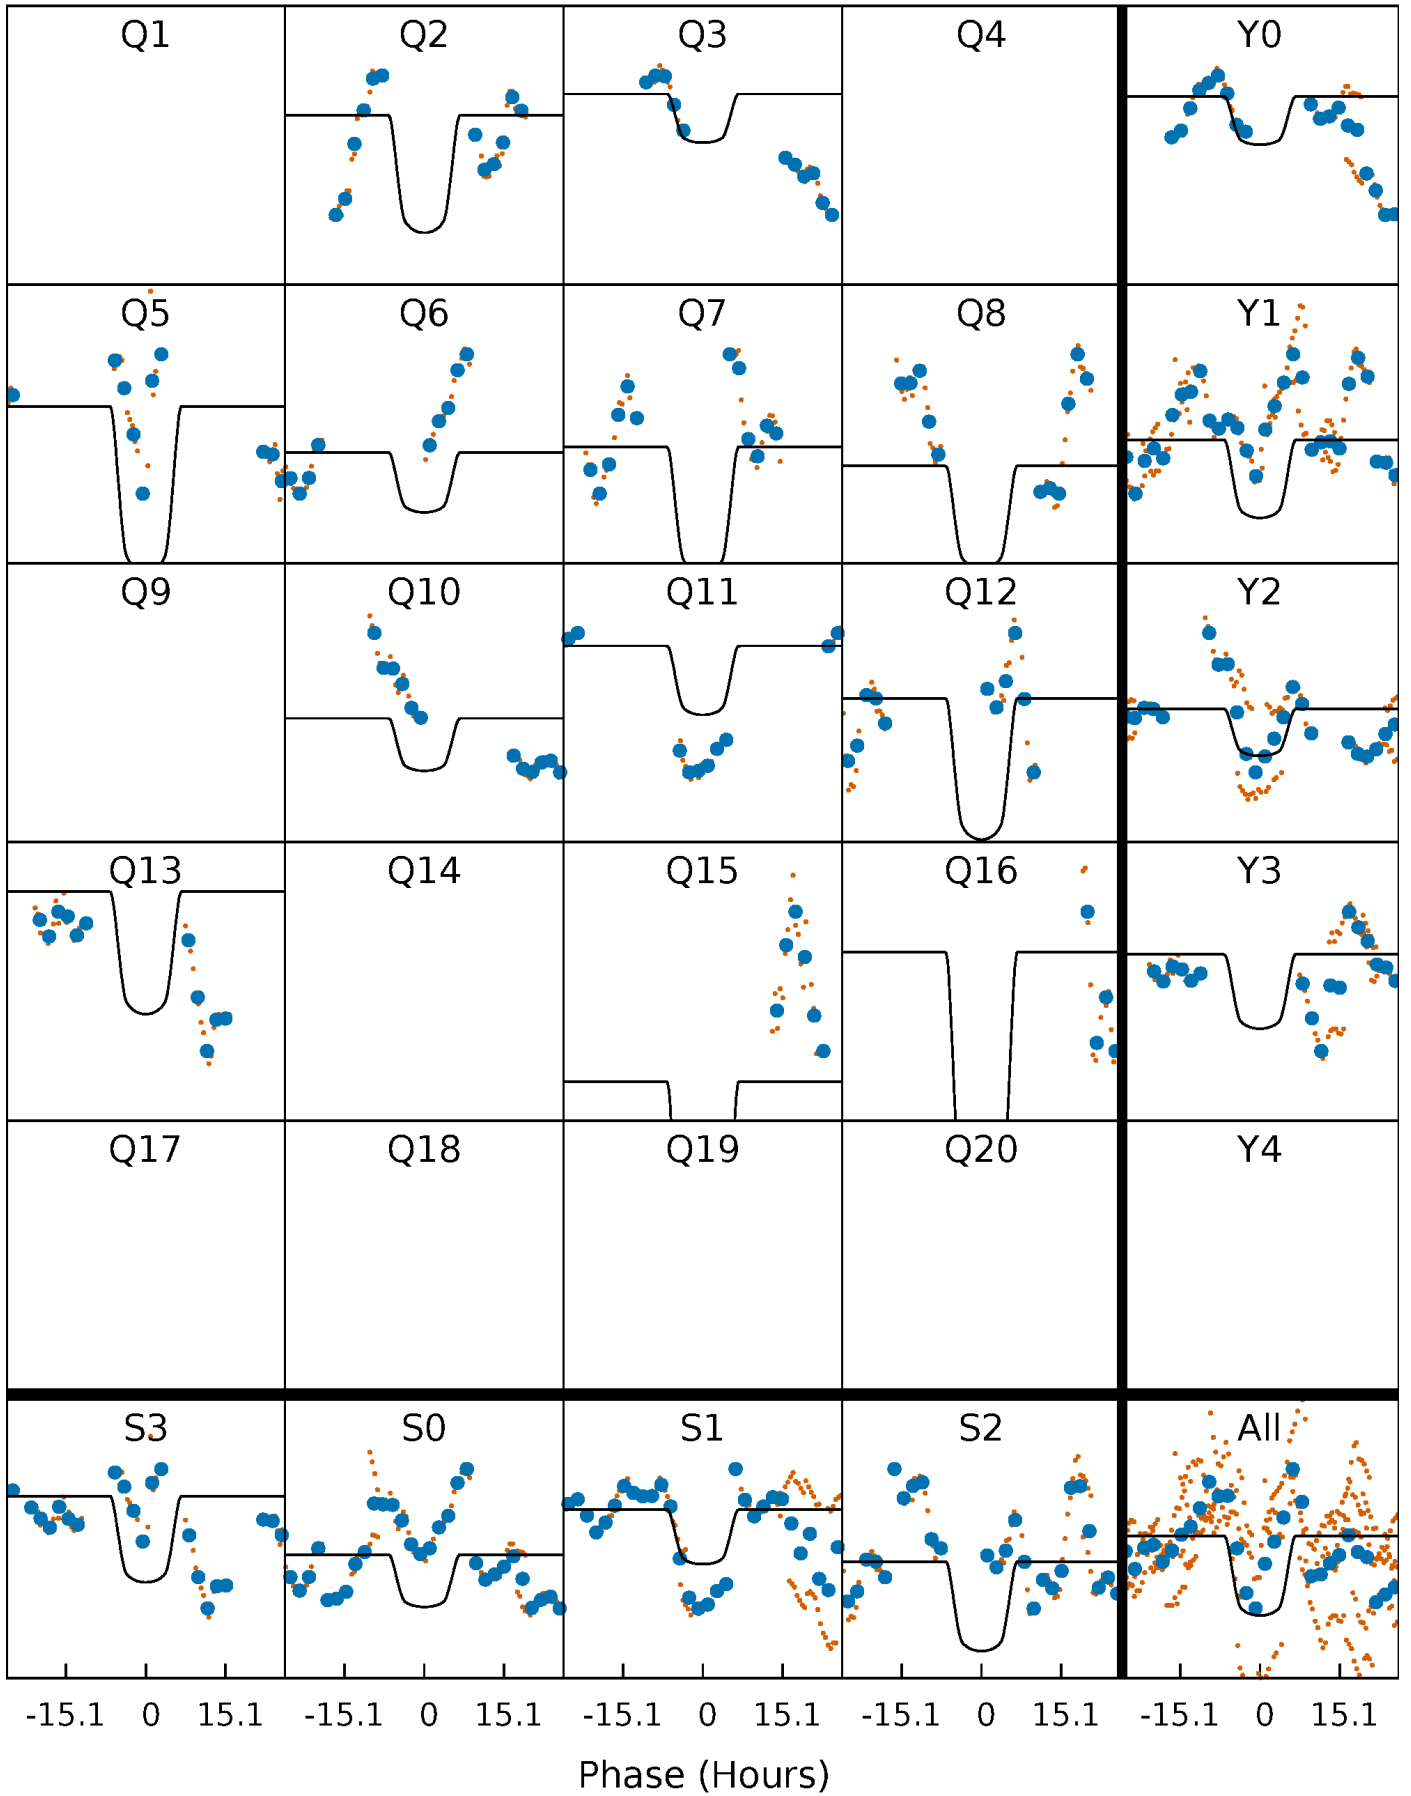 Q1 Q2 Q3 Q4 Y0
Q5 Q6 Q7 Q8 Y1
Q9 Q10 Q11 Q12 Y2
Q13 Q14 Q15 Q16 Y3
Q17 Q18 Q19 Q20 Y4
S3 S0 S1 S2 All
-15.1 0 15.1 -15.1 0 15.1 -15.1 0 15.1 -15.1 0 15.1 -15.1 0 15.1
Phase (Hours)